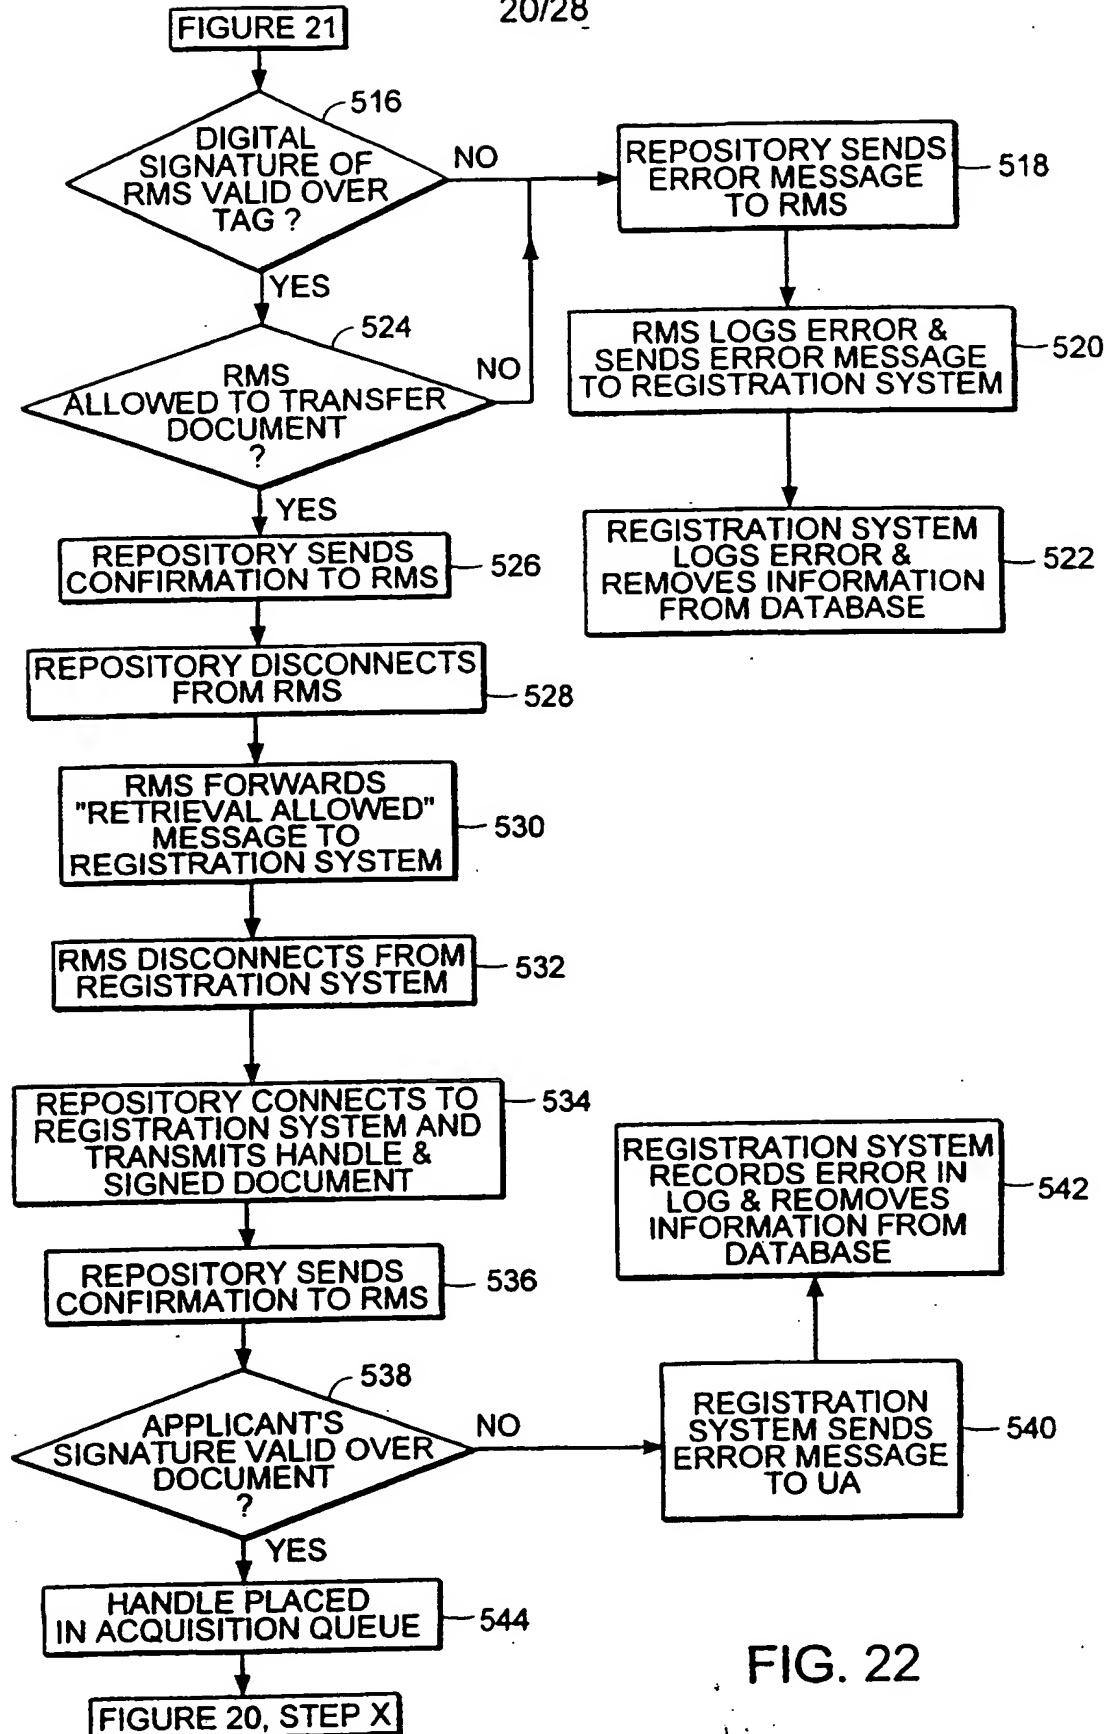 20/28
FIGURE 21
516
DIGITAL
SIGNATURE OF
RMS VALID OVER
TAG ?
NO
YES
REPOSITORY SENDS
ERROR MESSAGE
TO RMS
518
524
RMS
ALLOWED TO TRANSFER
DOCUMENT
?
NO
YES
RMS LOGS ERROR &
SENDS ERROR MESSAGE
TO REGISTRATION SYSTEM
520
REGISTRATION SYSTEM
LOGS ERROR &
REMOVES INFORMATION
FROM DATABASE
522
REPOSITORY SENDS
CONFIRMATION TO RMS
526
REPOSITORY DISCONNECTS
FROM RMS
528
RMS FORWARDS
"RETRIEVAL ALLOWED"
MESSAGE TO
REGISTRATION SYSTEM
530
RMS DISCONNECTS FROM
REGISTRATION SYSTEM
532
REPOSITORY CONNECTS TO
REGISTRATION SYSTEM AND
TRANSMITS HANDLE &
SIGNED DOCUMENT
534
REPOSITORY SENDS
CONFIRMATION TO RMS
536
538
APPLICANT'S
SIGNATURE VALID OVER
DOCUMENT
?
NO
YES
REGISTRATION
SYSTEM SENDS
ERROR MESSAGE
TO UA
540
REGISTRATION SYSTEM
RECORDS ERROR IN
LOG & REOMOVES
INFORMATION FROM
DATABASE
542
HANDLE PLACED
IN ACQUISITION QUEUE
544
FIGURE 20, STEP X
FIG. 22